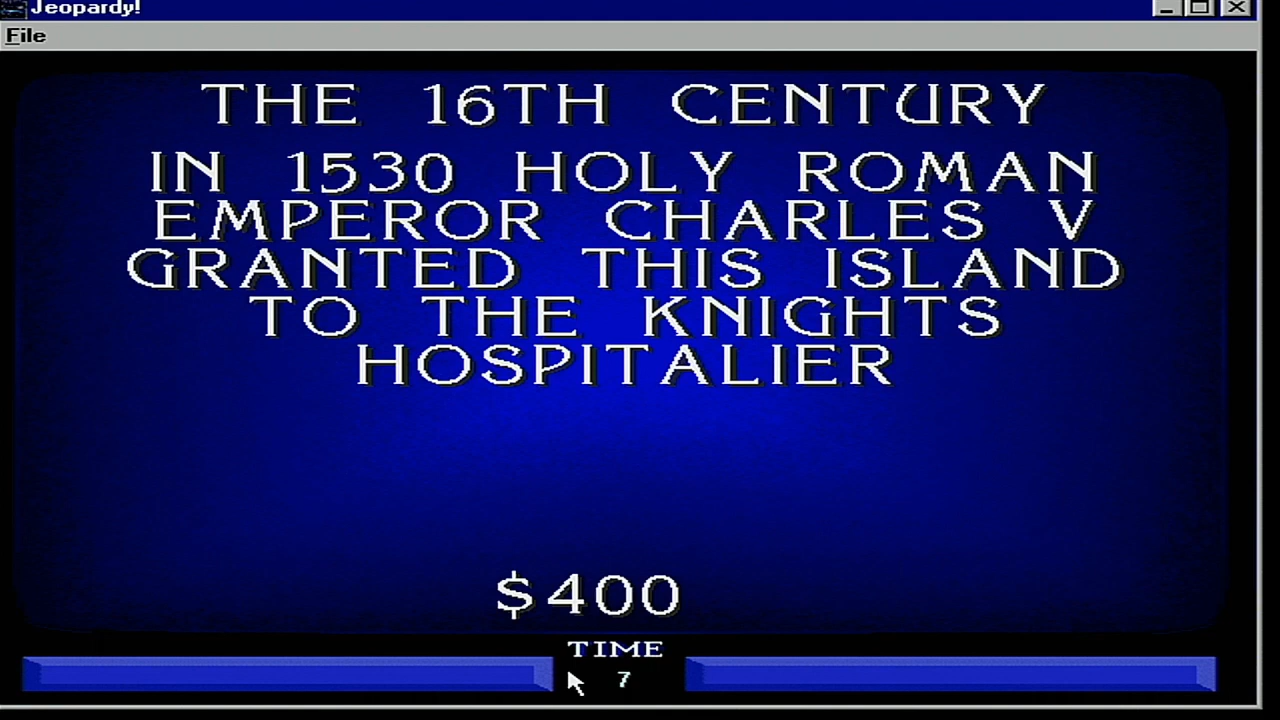 Jeopardy!
File
THE 16TH CENTURY
IN 1530 HOLY ROMAN
EMPEROR CHARLES V
GRANTED THIS ISLAND
TO THE KNIGHTS
HOSPITALIER
$400
TIME
7